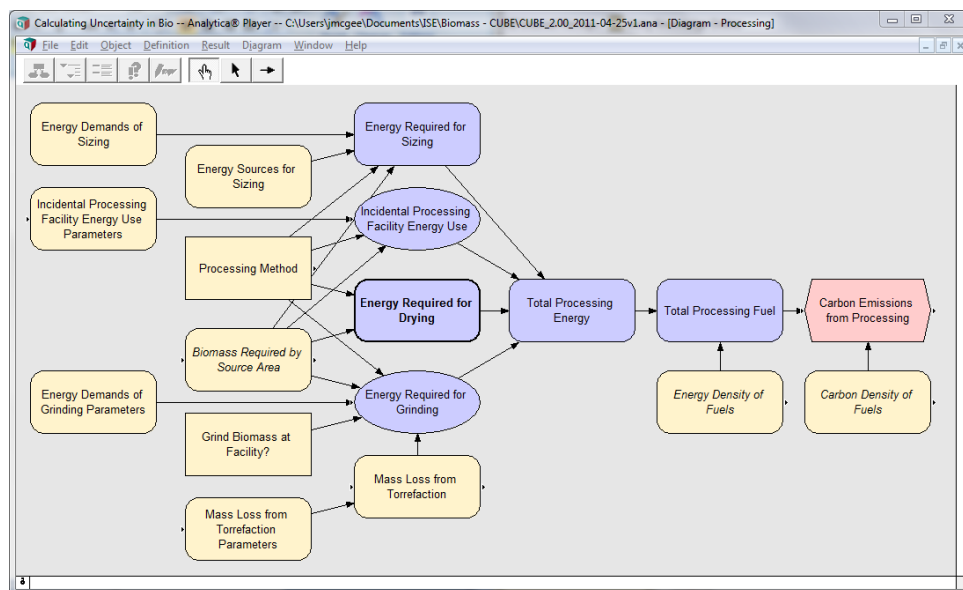 Calculating Uncertainty in Bio -- Analytica® Player -- C:\Users\jmcgee\Documents\ISE\Biomass - CUBE\CUBE_2.00_2011-04-25v1.ana - [Diagram - Processing]
File Edit Object Definition Result Diagram Window Help
Energy Demands of
Sizing
Energy Required for
Sizing
Energy Sources for
Sizing
Incidental Processing
Facility Energy Use
Parameters
Incidental Processing
Facility Energy Use
Processing Method
Energy Required for
Drying
Total Processing
Energy
Total Processing Fuel
Carbon Emissions
from Processing
Biomass Required by
Source Area
Energy Demands of
Grinding Parameters
Energy Required for
Grinding
Energy Density of
Fuels
Carbon Density of
Fuels
Grind Biomass at
Facility?
Mass Loss from
Torrefaction
Mass Loss from
Torrefaction
Parameters